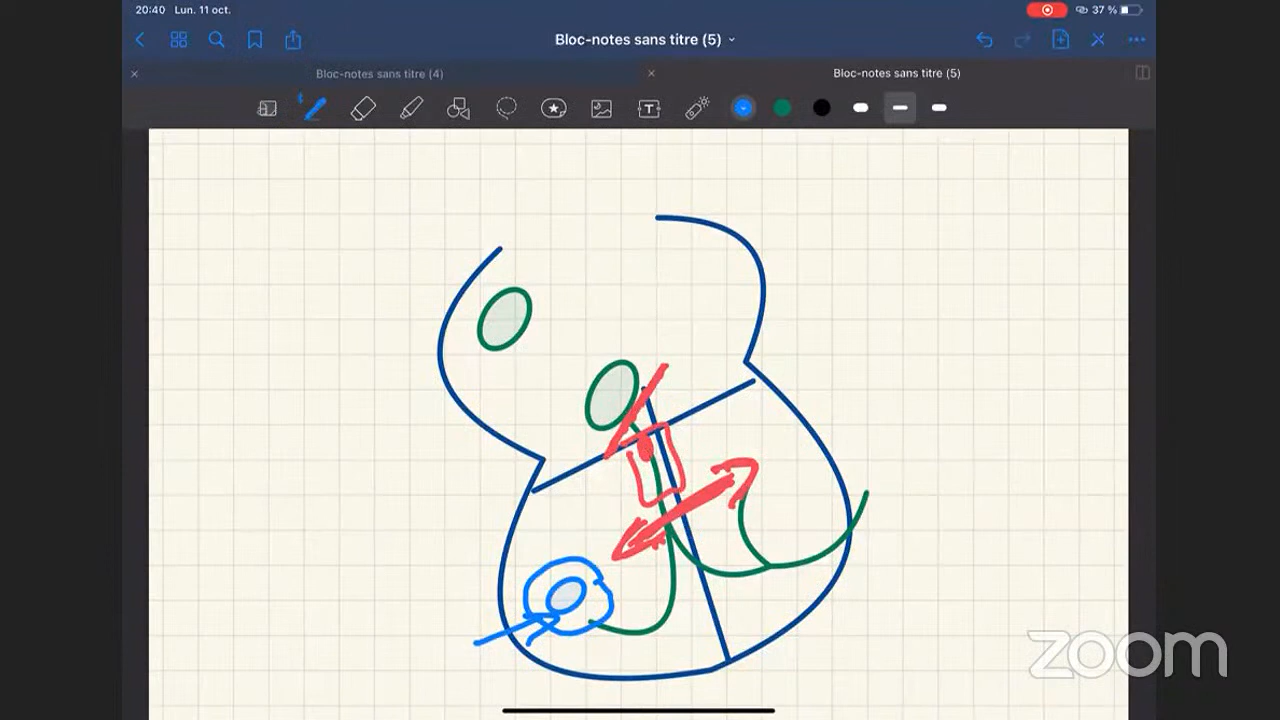 20:40 Lun. 11 oct.
37 %
Bloc-notes sans titre (5)
Bloc-notes sans titre (4)
Bloc-notes sans titre (5)
T
zoom